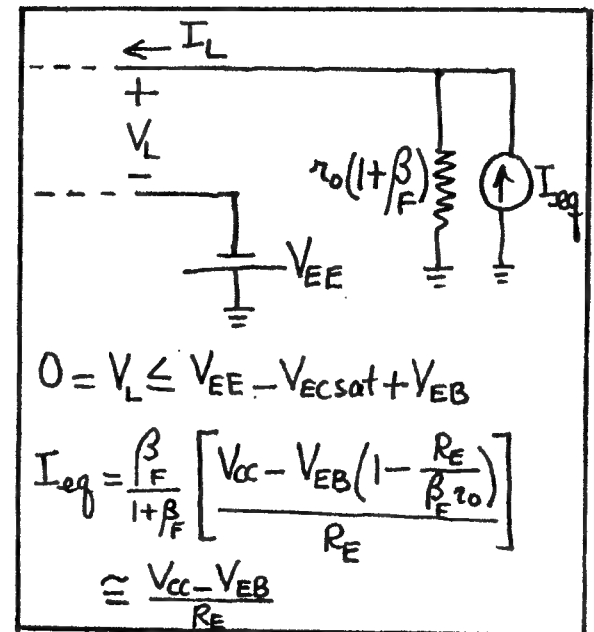 ← I_L
+
V_L
−
r_o(1+β_F)
I_eq
V_EE
0 = V_L ≤ V_EE − V_ECsat + V_EB
I_eq = β_F/(1+β_F) [(V_CC − V_EB(1 − R_E/(β_F r_o)))/R_E]
≅ (V_CC − V_EB)/R_E